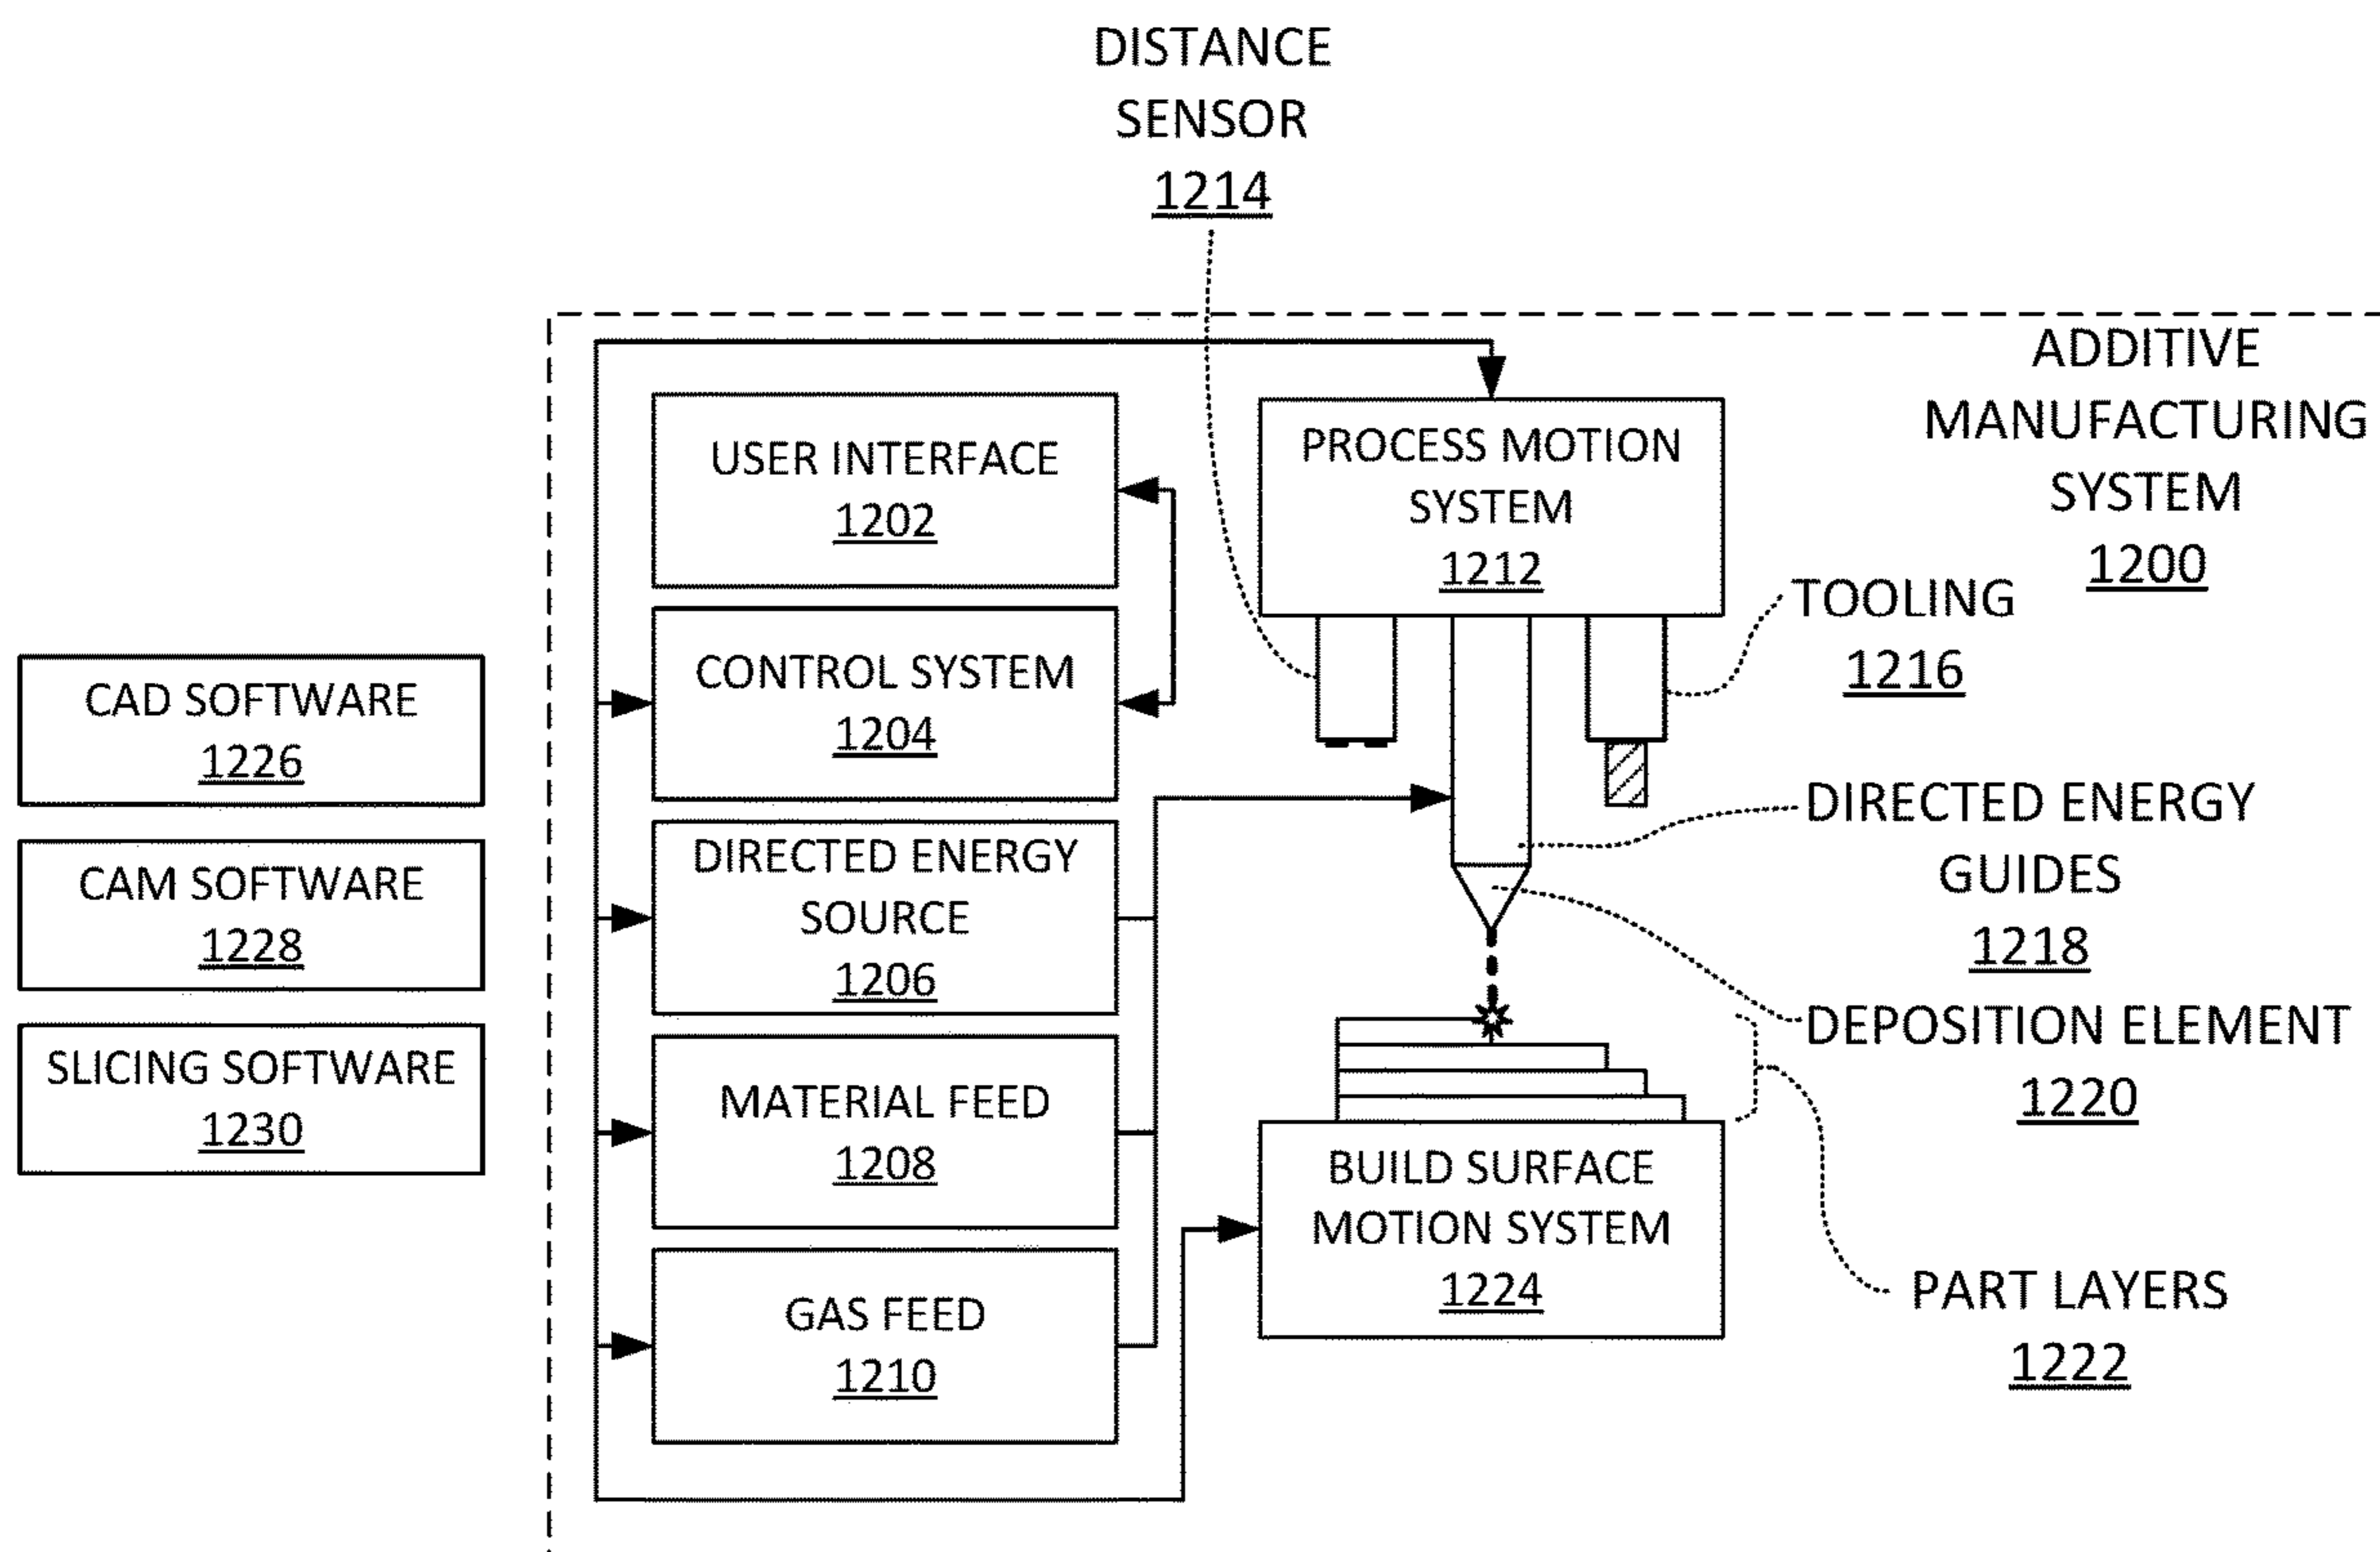 DISTANCE
SENSOR
1214
ADDITIVE
MANUFACTURING
SYSTEM
1200
USER INTERFACE
1202
CONTROL SYSTEM
1204
DIRECTED ENERGY
SOURCE
1206
MATERIAL FEED
1208
GAS FEED
1210
PROCESS MOTION
SYSTEM
1212
TOOLING
1216
DIRECTED ENERGY
GUIDES
1218
DEPOSITION ELEMENT
1220
BUILD SURFACE
MOTION SYSTEM
1224
PART LAYERS
1222
CAD SOFTWARE
1226
CAM SOFTWARE
1228
SLICING SOFTWARE
1230